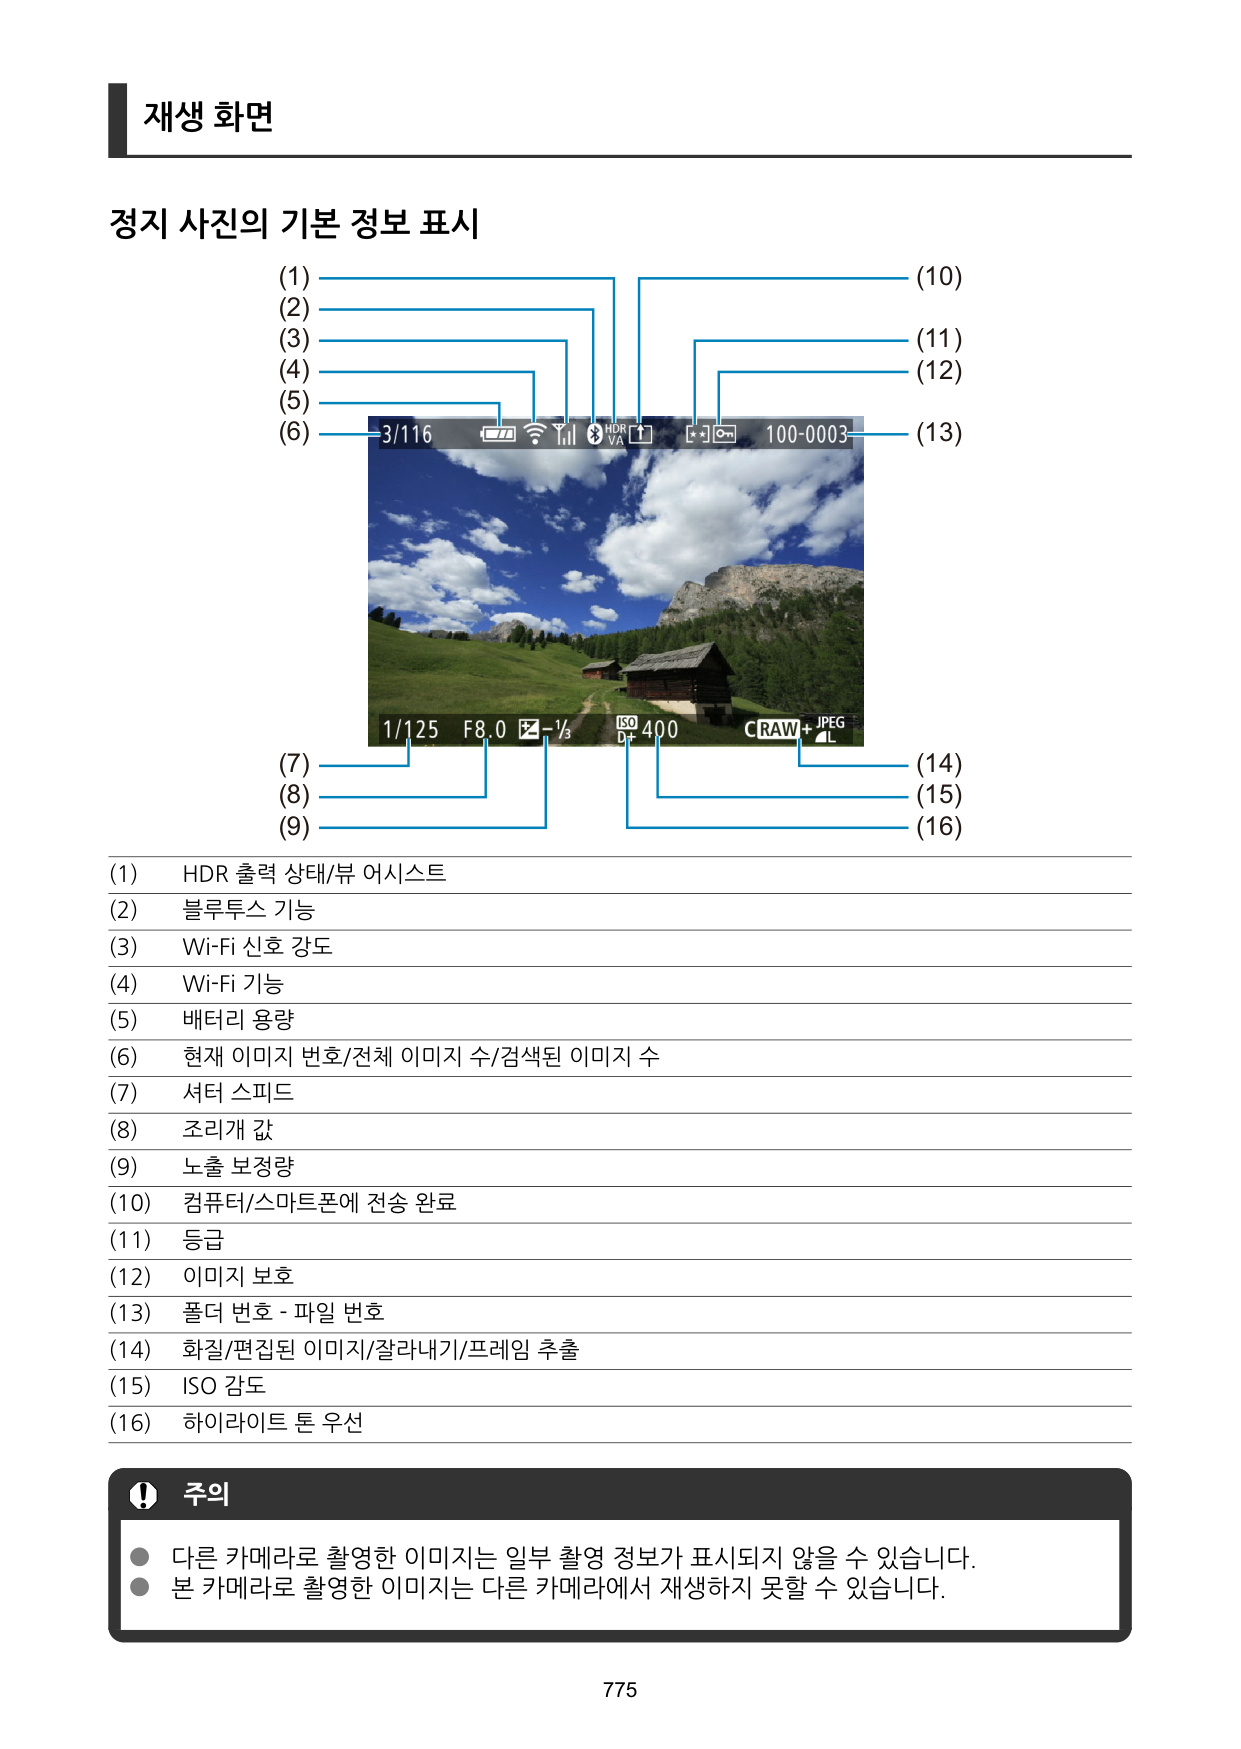 재생 화면
정지 사진의 기본 정보 표시
(1) (10)
(2)
(3) (11)
(4) (12)
(5)
(6) 3/116 HDR VA 100-0003 (13)
1/125 F8.0 -⅓ ISO D+ 400 CRAW+ JPEG L
(7) (14)
(8) (15)
(9) (16)
(1) HDR 출력 상태/뷰 어시스트
(2) 블루투스 기능
(3) Wi-Fi 신호 강도
(4) Wi-Fi 기능
(5) 배터리 용량
(6) 현재 이미지 번호/전체 이미지 수/검색된 이미지 수
(7) 셔터 스피드
(8) 조리개 값
(9) 노출 보정량
(10) 컴퓨터/스마트폰에 전송 완료
(11) 등급
(12) 이미지 보호
(13) 폴더 번호 - 파일 번호
(14) 화질/편집된 이미지/잘라내기/프레임 추출
(15) ISO 감도
(16) 하이라이트 톤 우선
주의
● 다른 카메라로 촬영한 이미지는 일부 촬영 정보가 표시되지 않을 수 있습니다.
● 본 카메라로 촬영한 이미지는 다른 카메라에서 재생하지 못할 수 있습니다.
775